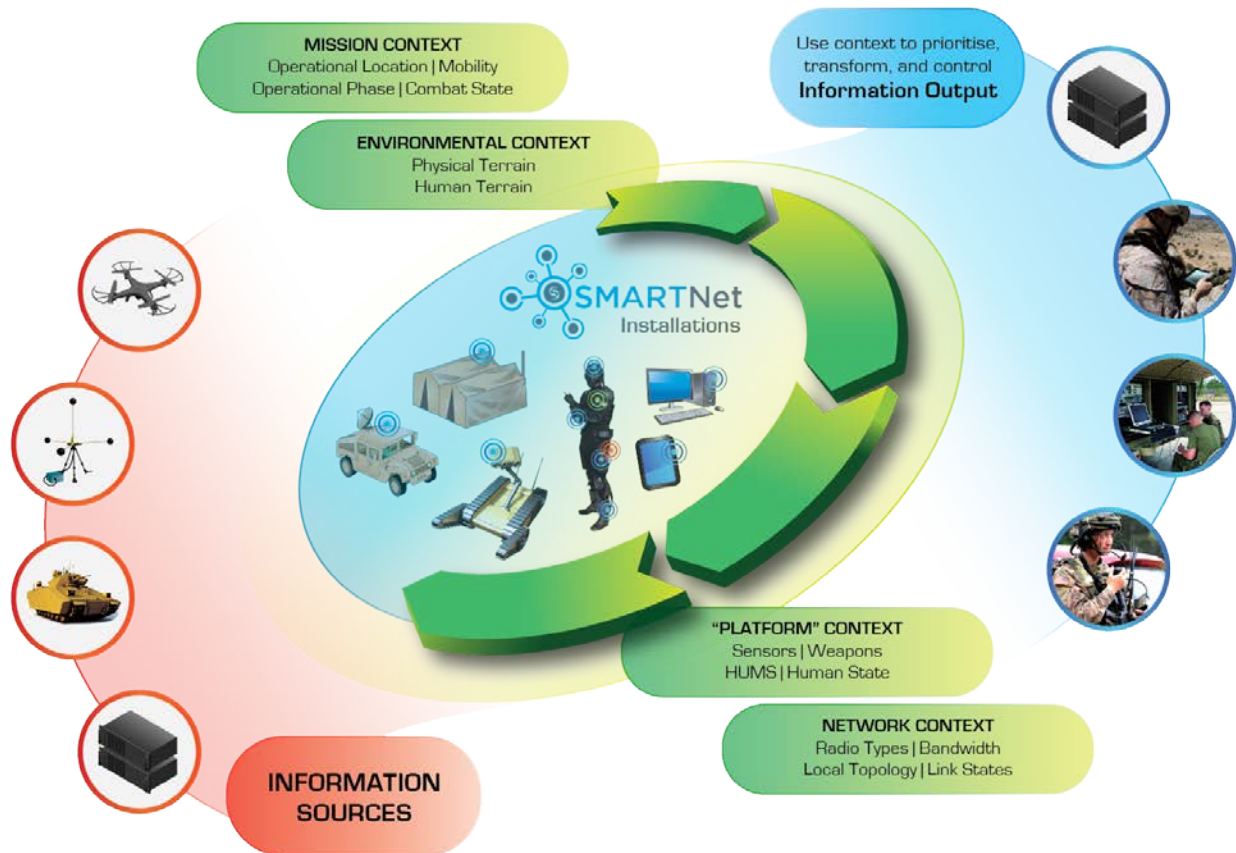 MISSION CONTEXT
Operational Location | Mobility
Operational Phase | Combat State
ENVIRONMENTAL CONTEXT
Physical Terrain
Human Terrain
Use context to prioritise,
transform, and control
Information Output
SMARTNet
Installations
"PLATFORM" CONTEXT
Sensors | Weapons
HUMS | Human State
NETWORK CONTEXT
Radio Types | Bandwidth
Local Topology | Link States
INFORMATION
SOURCES